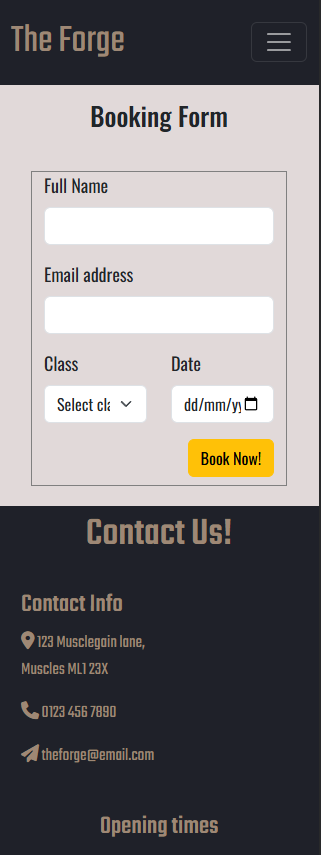 The Forge
Booking Form
Full Name
Email address
Class Date
Select cla dd/mm/yy
Book Now!
Contact Us!
Contact Info
123 Musclegain lane,
Muscles ML1 23X
0123 456 7890
theforge@email.com
Opening times